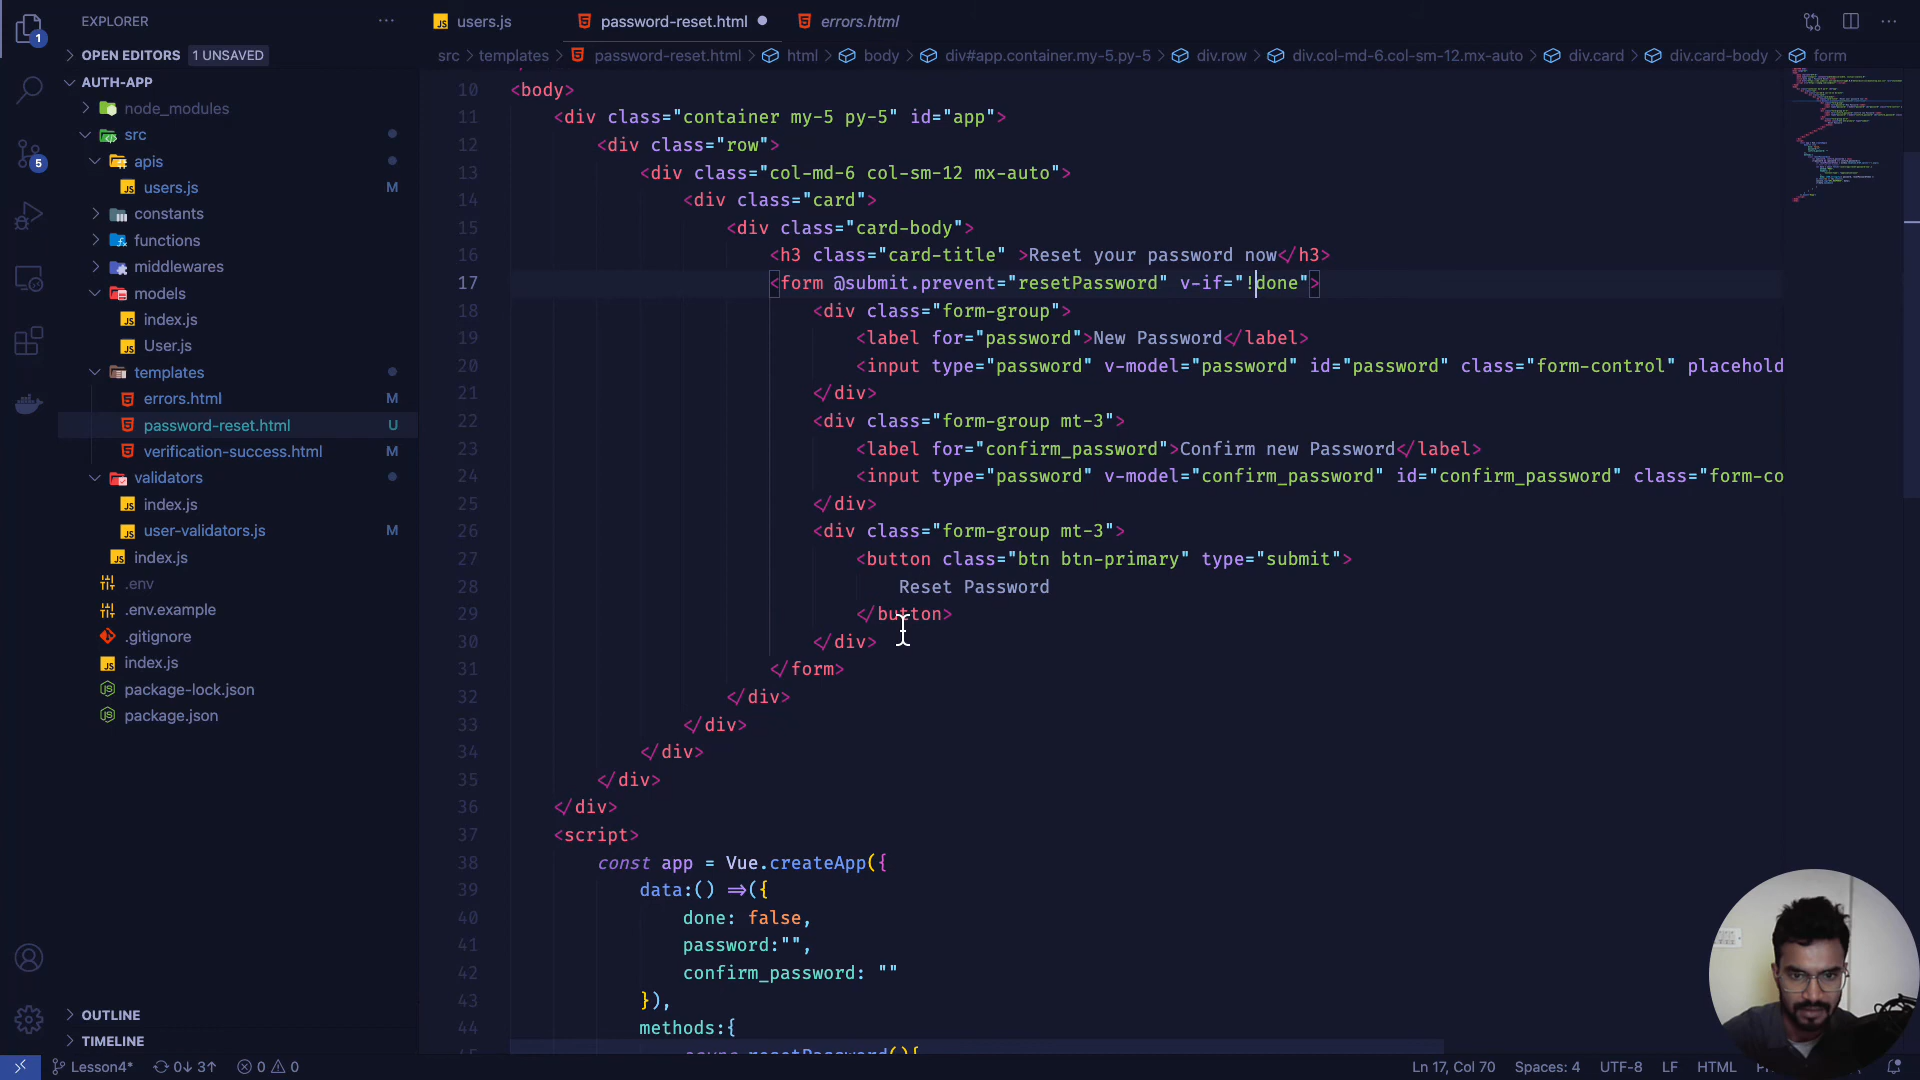 EXPLORER
OPEN EDITORS 1 UNSAVED
AUTH-APP
node_modules
src
apis
users.js M
constants
functions
middlewares
models
index.js
User.js
templates
errors.html M
password-reset.html U
verification-success.html M
validators
index.js
user-validators.js M
index.js
.env
.env.example
.gitignore
index.js
package-lock.json
package.json
OUTLINE
TIMELINE
1
5
users.js password-reset.html errors.html
src > templates > password-reset.html > html > body > div#app.container.my-5.py-5 > div.row > div.col-md-6.col-sm-12.mx-auto > div.card > div.card-body > form
10 <body>
11 <div class="container my-5 py-5" id="app">
12 <div class="row">
13 <div class="col-md-6 col-sm-12 mx-auto">
14 <div class="card">
15 <div class="card-body">
16 <h3 class="card-title" >Reset your password now</h3>
17 <form @submit.prevent="resetPassword" v-if="!done">
18 <div class="form-group">
19 <label for="password">New Password</label>
20 <input type="password" v-model="password" id="password" class="form-control" placehold
21 </div>
22 <div class="form-group mt-3">
23 <label for="confirm_password">Confirm new Password</label>
24 <input type="password" v-model="confirm_password" id="confirm_password" class="form-co
25 </div>
26 <div class="form-group mt-3">
27 <button class="btn btn-primary" type="submit">
28 Reset Password
29 </button>
30 </div>
31 </form>
32 </div>
33 </div>
34 </div>
35 </div>
36 </div>
37 <script>
38 const app = Vue.createApp({
39 data:() =>({
40 done: false,
41 password:"",
42 confirm_password: ""
43 }),
44 methods:{
async resetPassword(){
Lesson4* 0↓ 3↑ 0 0 Ln 17, Col 70 Spaces: 4 UTF-8 LF HTML